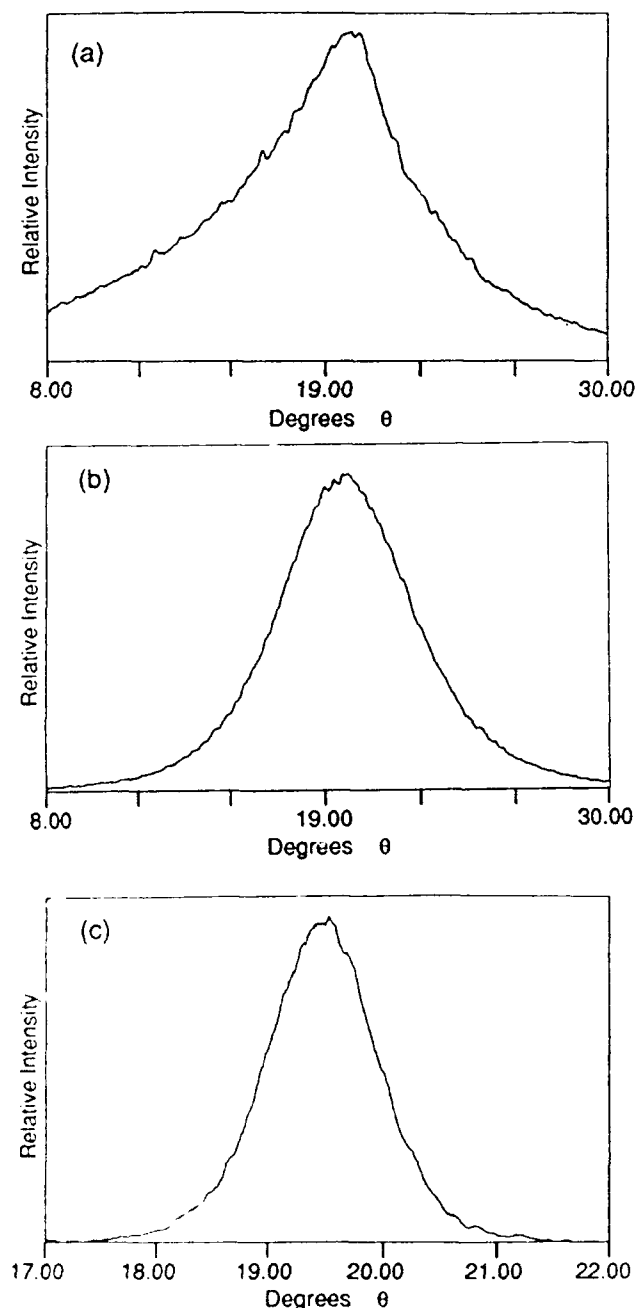 (a)
Relative Intensity
8.00 19.00 30.00
Degrees θ
(b)
Relative Intensity
8.00 19.00 30.00
Degrees θ
(c)
Relative Intensity
17.00 18.00 19.00 20.00 21.00 22.00
Degrees θ